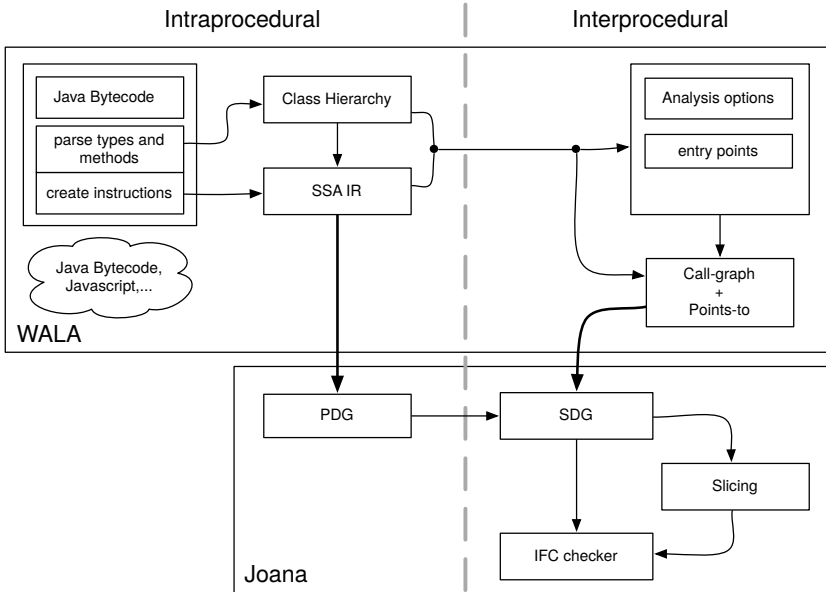 Intraprocedural
Interprocedural
Java Bytecode
parse types and
methods
create instructions
Class Hierarchy
SSA IR
Analysis options
entry points
Java Bytecode,
Javascript,...
Call-graph
+
Points-to
WALA
PDG
SDG
Slicing
IFC checker
Joana